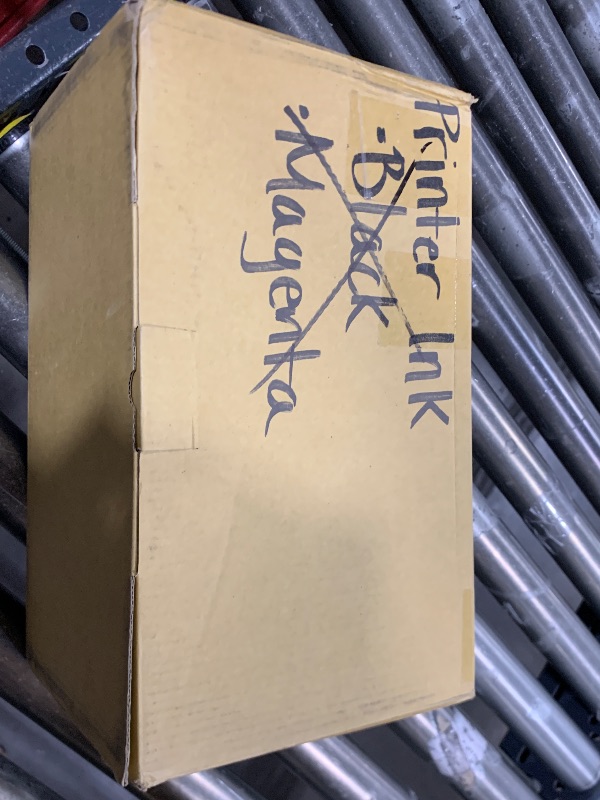 Printer Ink
·Black
·Magenta